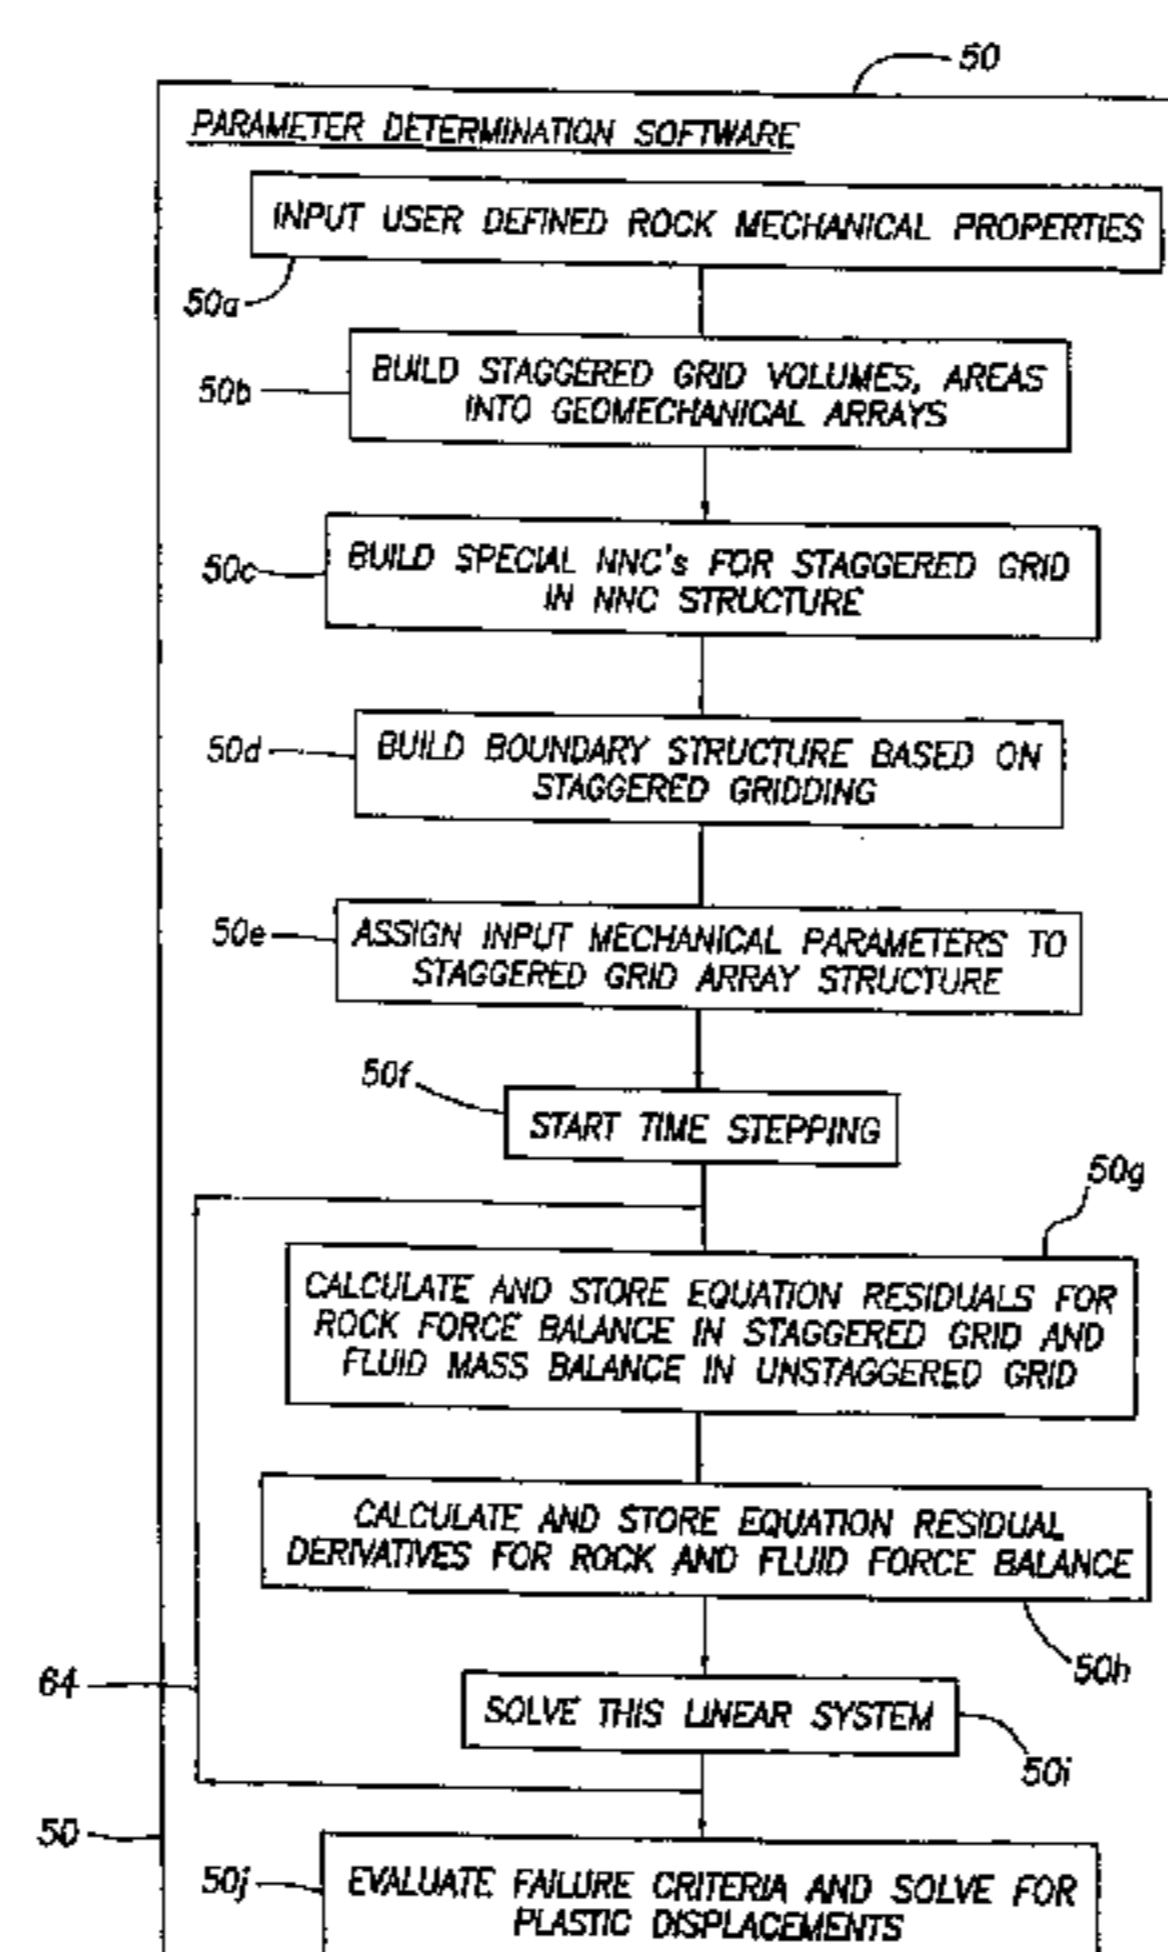 50
PARAMETER DETERMINATION SOFTWARE
INPUT USER DEFINED ROCK MECHANICAL PROPERTIES
50a
50b
BUILD STAGGERED GRID VOLUMES, AREAS
INTO GEOMECHANICAL ARRAYS
50c
BUILD SPECIAL NNC's FOR STAGGERED GRID
IN NNC STRUCTURE
50d
BUILD BOUNDARY STRUCTURE BASED ON
STAGGERED GRIDDING
50e
ASSIGN INPUT MECHANICAL PARAMETERS TO
STAGGERED GRID ARRAY STRUCTURE
50f
START TIME STEPPING
50g
CALCULATE AND STORE EQUATION RESIDUALS FOR
ROCK FORCE BALANCE IN STAGGERED GRID AND
FLUID MASS BALANCE IN UNSTAGGERED GRID
CALCULATE AND STORE EQUATION RESIDUAL
DERIVATIVES FOR ROCK AND FLUID FORCE BALANCE
50h
64
SOLVE THIS LINEAR SYSTEM
50i
50
50j
EVALUATE FAILURE CRITERIA AND SOLVE FOR
PLASTIC DISPLACEMENTS